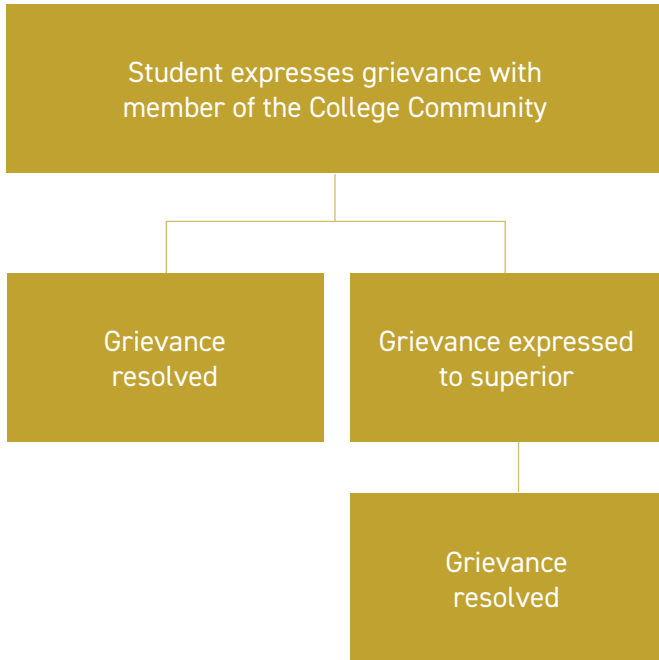 Student expresses grievance with
member of the College Community
Grievance
resolved
Grievance expressed
to superior
Grievance
resolved